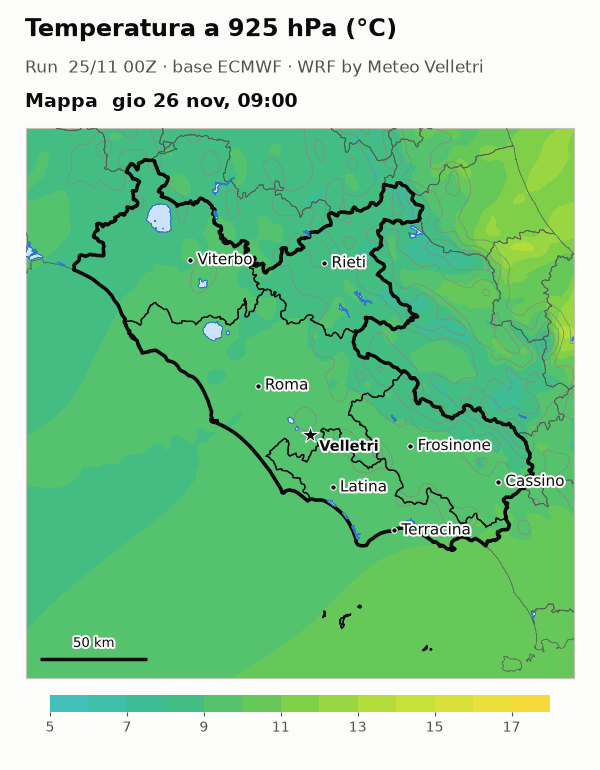 Temperatura a 925 hPa (°C)
Run  25/11 00Z · base ECMWF · WRF by Meteo Velletri
Mappa  gio 26 nov, 09:00
Viterbo
Rieti
Roma
Velletri
Frosinone
Cassino
Latina
Terracina
50 km
5 7 9 11 13 15 17